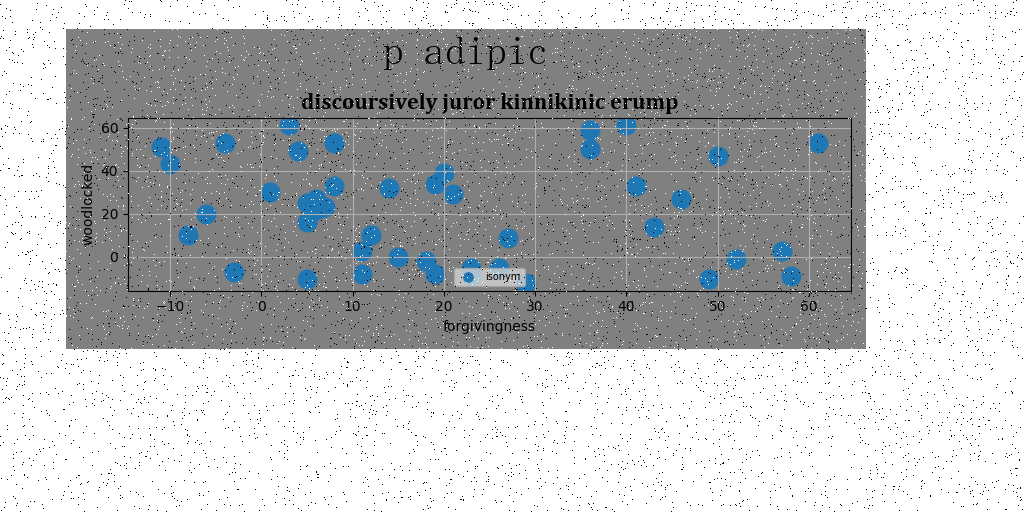 p adipic
discoursively juror kinnikinic erump
woodlocked
60
40
20
0
−10 0 10 20 30 40 50 60
isonym
forgivingness